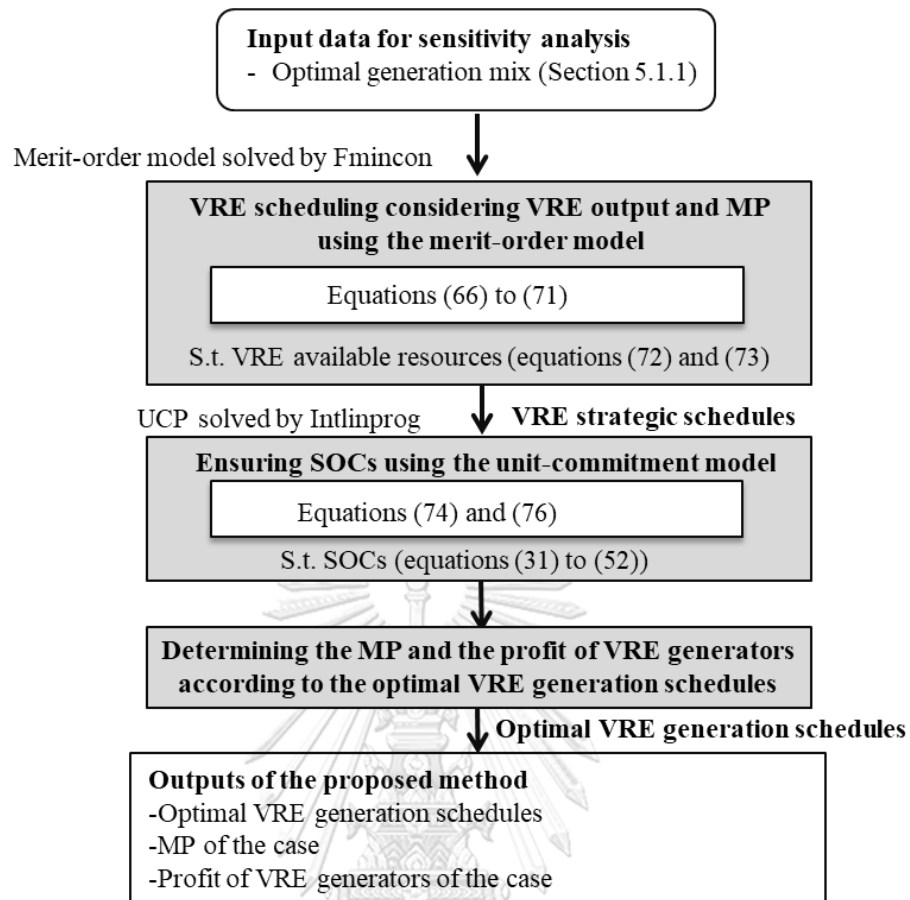 Input data for sensitivity analysis
- Optimal generation mix (Section 5.1.1)
Merit-order model solved by Fmincon
VRE scheduling considering VRE output and MP
using the merit-order model
Equations (66) to (71)
S.t. VRE available resources (equations (72) and (73)
UCP solved by Intlinprog
VRE strategic schedules
Ensuring SOCs using the unit-commitment model
Equations (74) and (76)
S.t. SOCs (equations (31) to (52))
Determining the MP and the profit of VRE generators
according to the optimal VRE generation schedules
Optimal VRE generation schedules
Outputs of the proposed method
-Optimal VRE generation schedules
-MP of the case
-Profit of VRE generators of the case